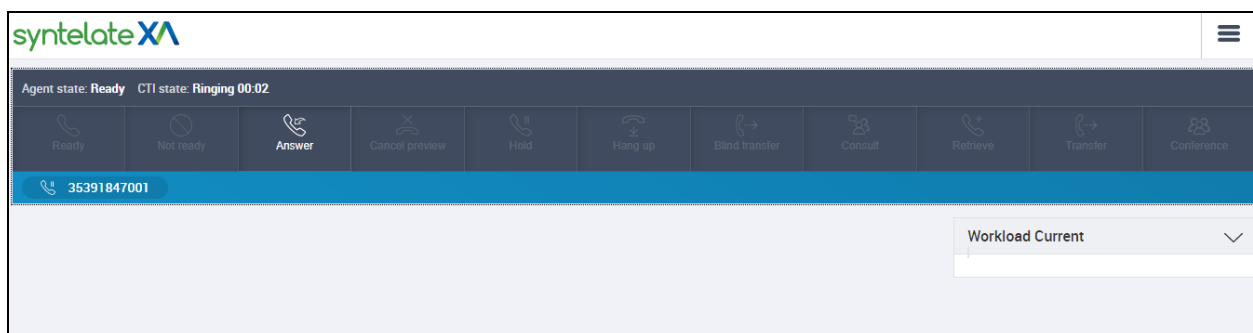 syntelate XA
Agent state: Ready CTI state: Ringing 00:02
Ready Not ready Answer Cancel preview Hold Hang up Blind transfer Consult Retrieve Transfer Conference
35391847001
Workload Current